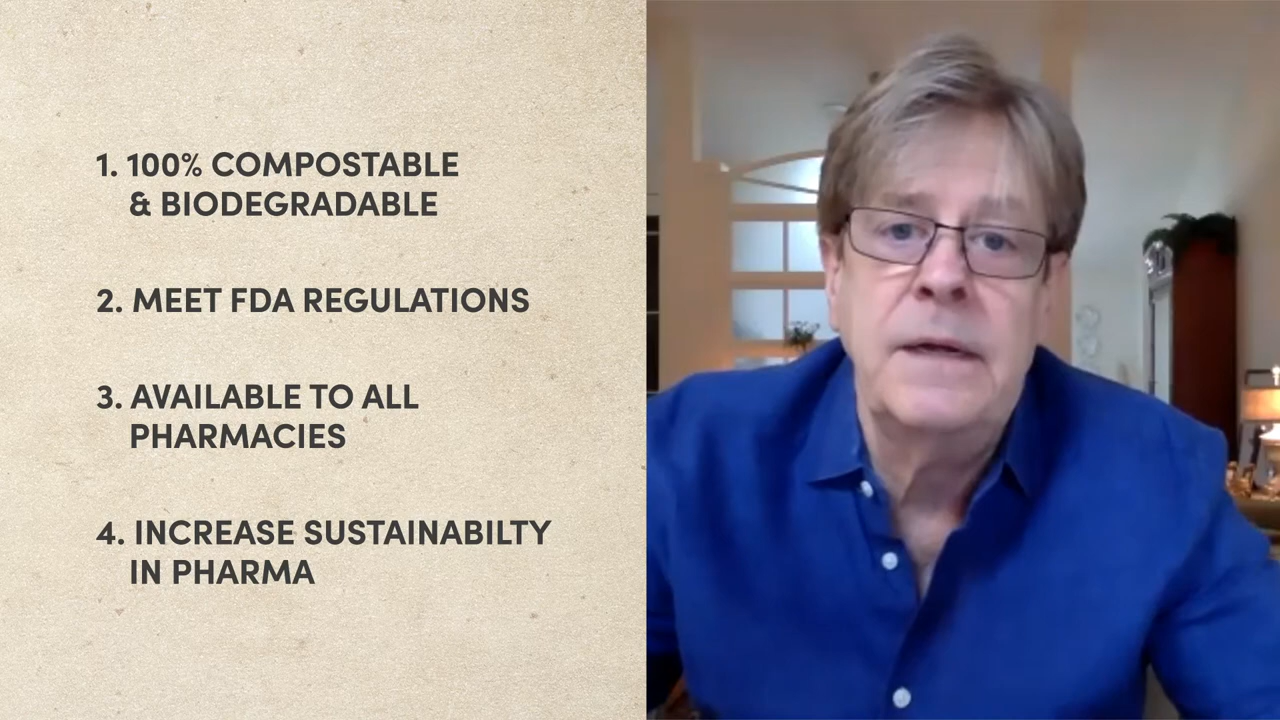 1. 100% COMPOSTABLE
& BIODEGRADABLE
2. MEET FDA REGULATIONS
3. AVAILABLE TO ALL
PHARMACIES
4. INCREASE SUSTAINABILTY
IN PHARMA